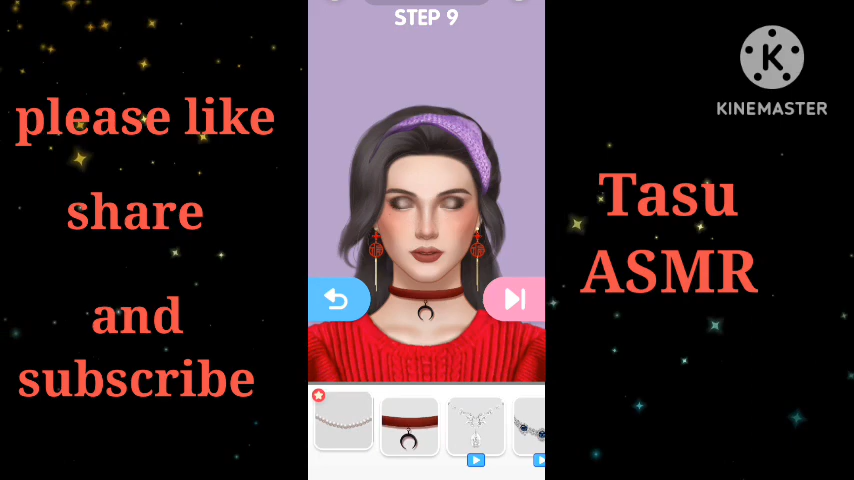 STEP 9
please like
share
and
subscribe
KINEMASTER
Tasu
ASMR